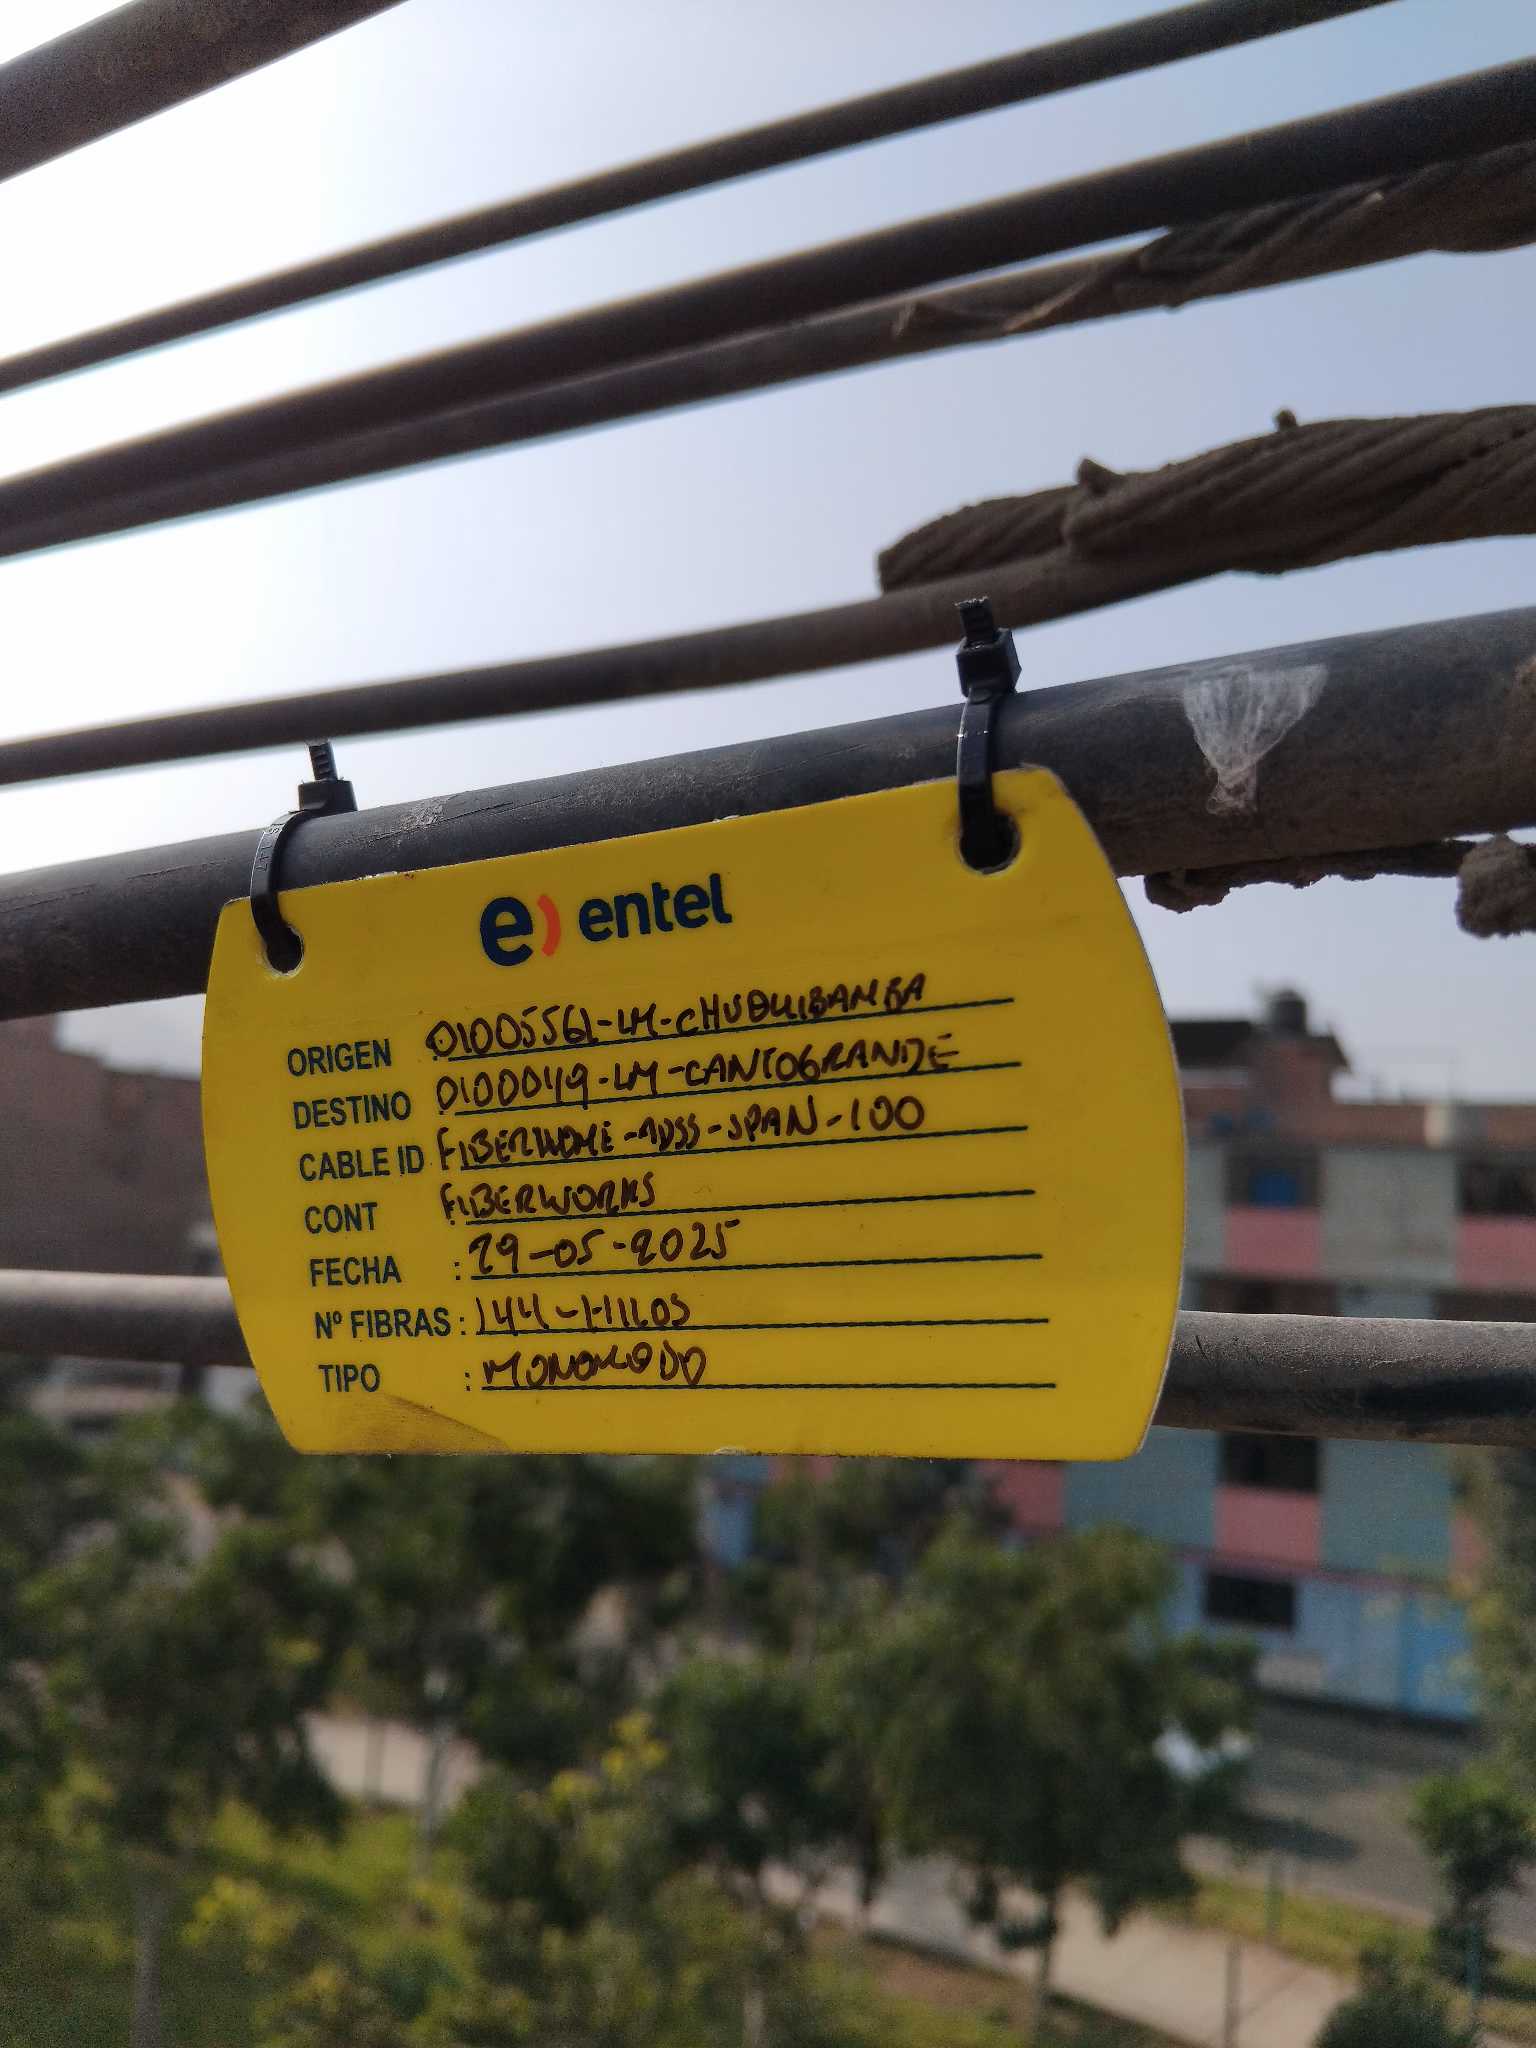 e) entel
ORIGEN 01005561-LM-CHUQUIBAMBA
DESTINO 0100049-LM-CANTOGRANDE
CABLE ID FIBERHOME-ADSS-SPAN-100
CONT FIBERWORKS
FECHA : 29-05-2025
Nº FIBRAS : 144-HILOS
TIPO : MONOMODO